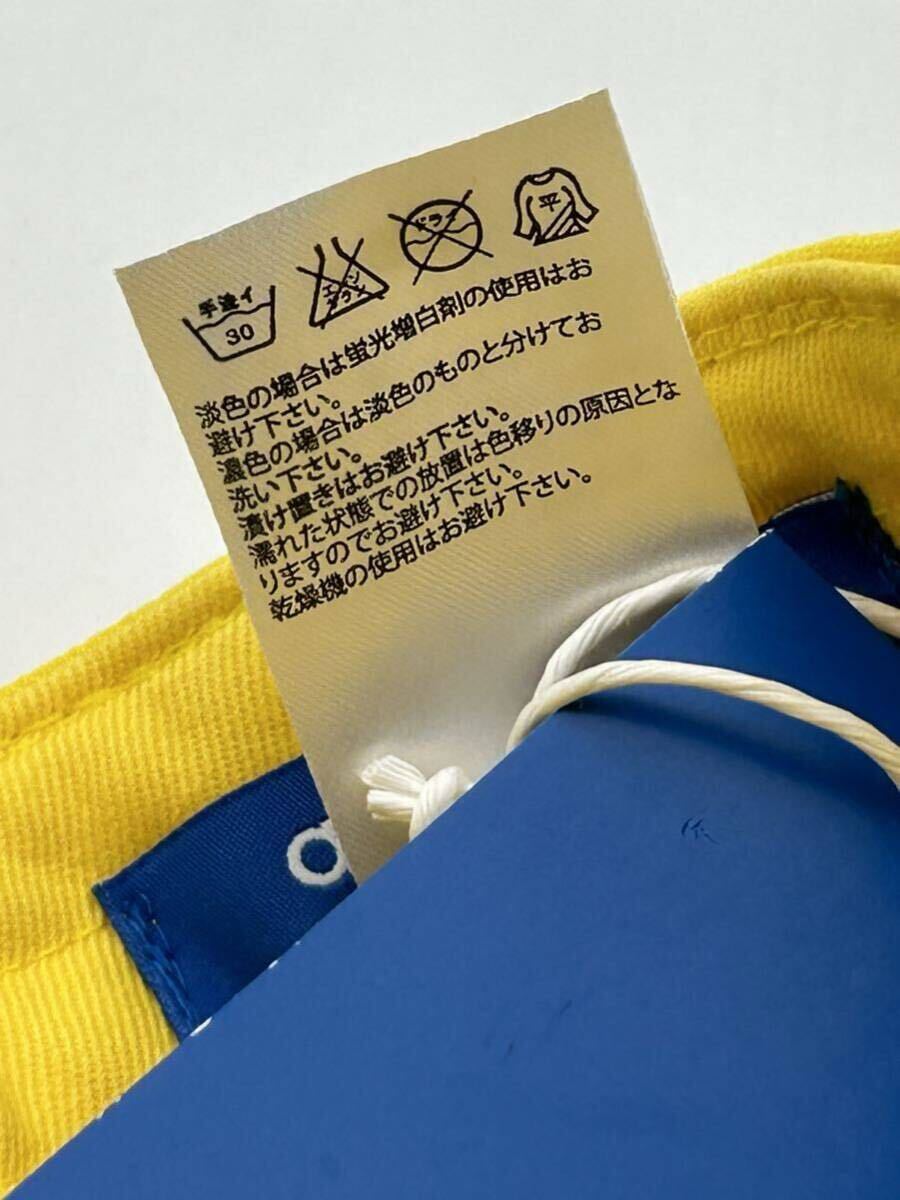 手洗イ
30
エンソ
サラシ
ドライ
平
淡色の場合は蛍光増白剤の使用はお
避け下さい。
濃色の場合は淡色のものと分けてお
洗い下さい。
漬け置きはお避け下さい。
濡れた状態での放置は色移りの原因とな
りますのでお避け下さい。
乾燥機の使用はお避け下さい。